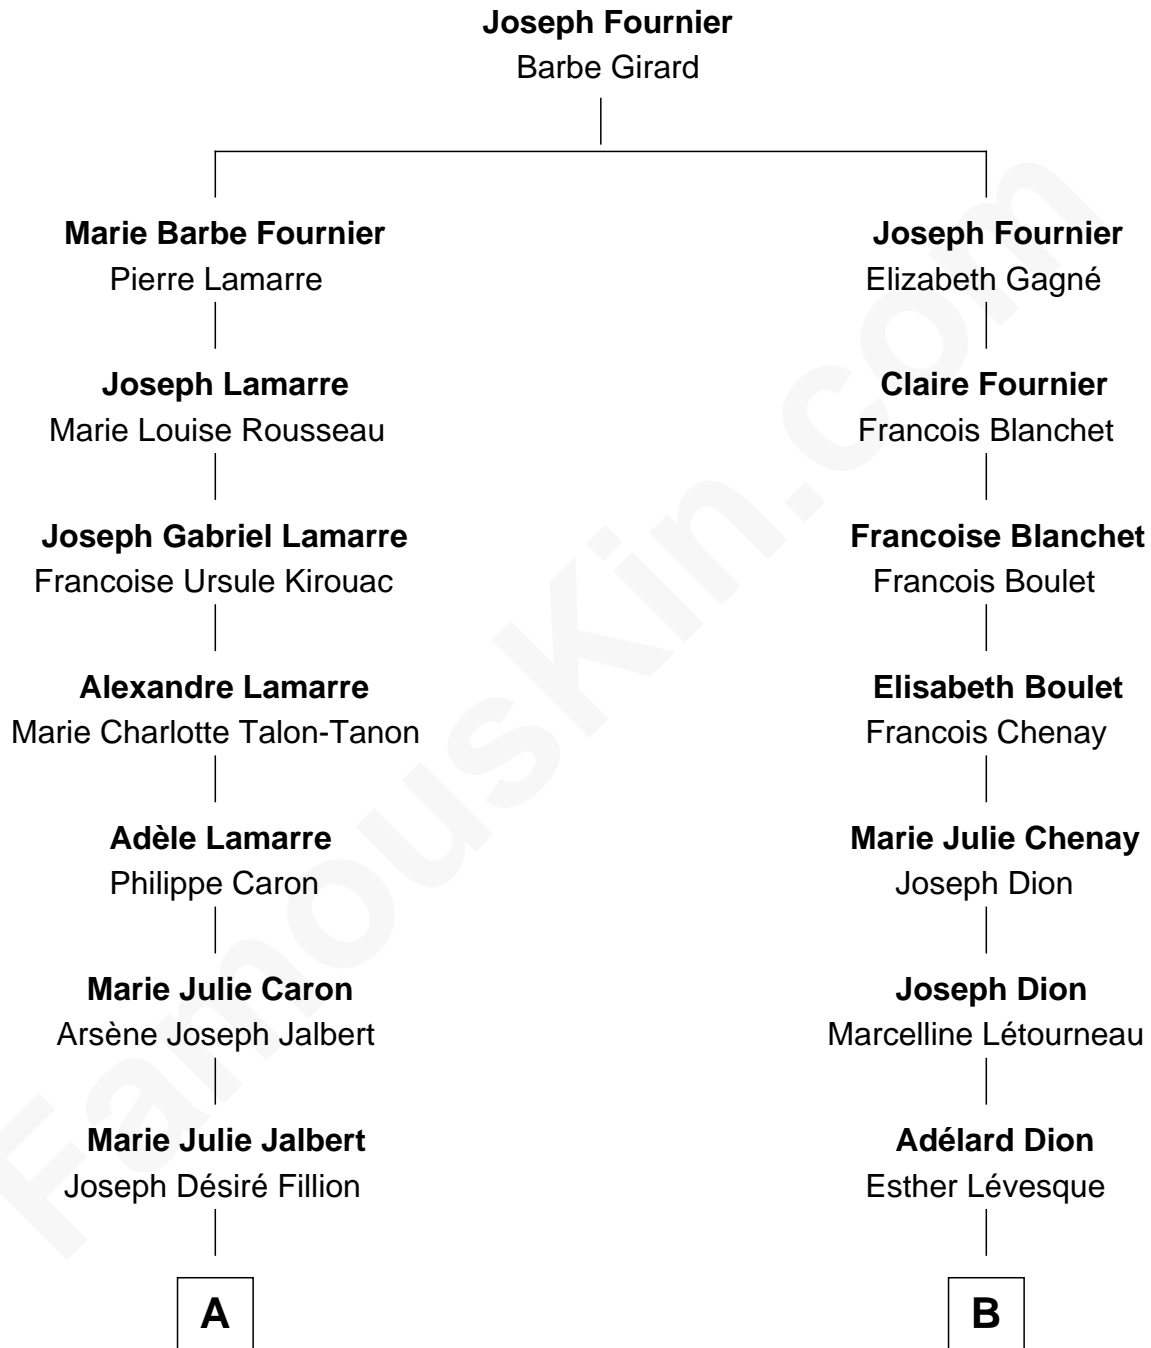 Joseph Fournier
Barbe Girard
Marie Barbe Fournier
Pierre Lamarre
Joseph Fournier
Elizabeth Gagné
Joseph Lamarre
Marie Louise Rousseau
Claire Fournier
Francois Blanchet
Joseph Gabriel Lamarre
Francoise Ursule Kirouac
Francoise Blanchet
Francois Boulet
Alexandre Lamarre
Marie Charlotte Talon-Tanon
Elisabeth Boulet
Francois Chenay
Adèle Lamarre
Philippe Caron
Marie Julie Chenay
Joseph Dion
Marie Julie Caron
Arsène Joseph Jalbert
Joseph Dion
Marcelline Létourneau
Marie Julie Jalbert
Joseph Désiré Fillion
Adélard Dion
Esther Lévesque
A
B
FamousKin.com